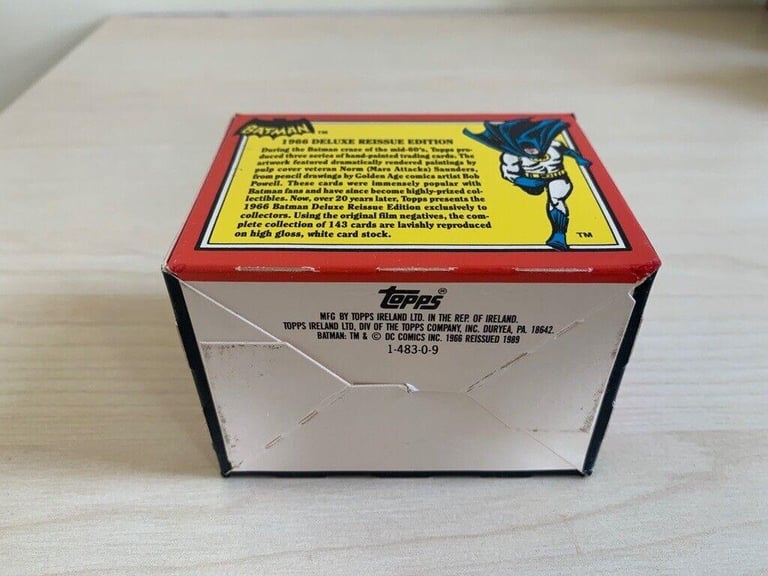 BATMAN TM
1966 DELUXE REISSUE EDITION
During the Batman craze of the mid-60's, Topps pro-
duced three series of hand-painted trading cards. The
artwork featured dramatically rendered paintings by
pulp cover veteran Norm (Mars Attacks) Saunders,
from pencil drawings by Golden Age comics artist Bob
Powell. These cards were immensely popular with
Batman fans and have since become highly-prized col-
lectibles. Now, over 20 years later, Topps presents the
1966 Batman Deluxe Reissue Edition exclusively to
collectors. Using the original film negatives, the com-
plete collection of 143 cards are lavishly reproduced
on high gloss, white card stock.
TM
TOPPS®
MFG BY TOPPS IRELAND LTD. IN THE REP. OF IRELAND.
TOPPS IRELAND LTD, DIV OF THE TOPPS COMPANY, INC. DURYEA, PA. 18642.
BATMAN: TM & © DC COMICS INC. 1966 REISSUED 1989
1-483-0-9